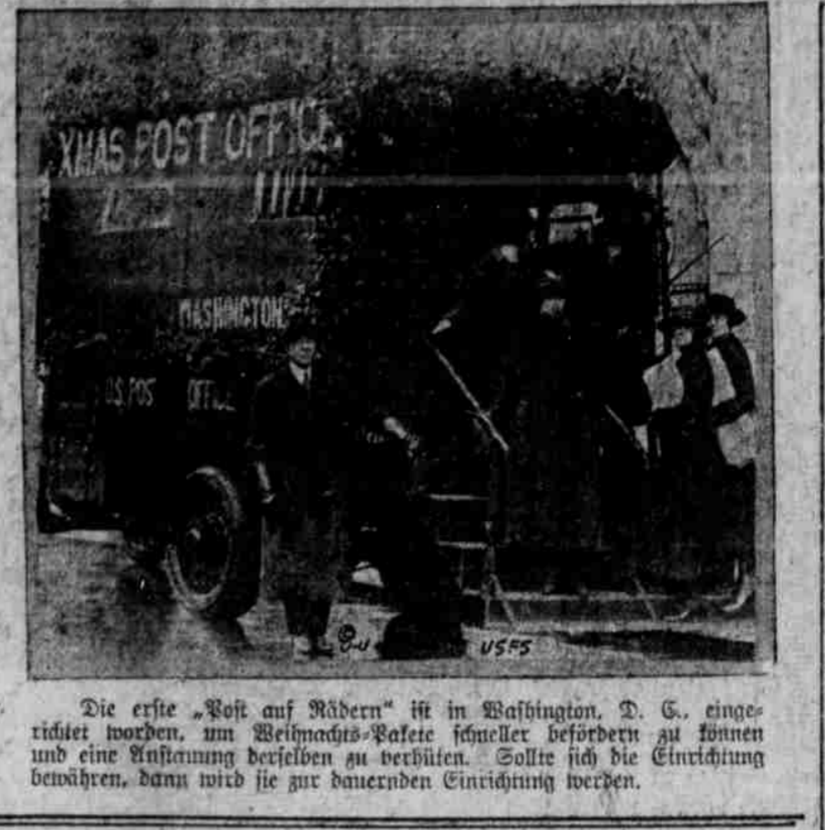 XMAS POST OFFICE
WASHINGTON
U.S. POS OFFICE
© U-U USFS
Die erste „Post auf Rädern“ ist in Washington, D. C., einge-
richtet worden, um Weihnachts-Pakete schneller befördern zu können
und eine Anstauung derselben zu verhüten. Sollte sich die Einrichtung
bewähren, dann wird sie zur dauernden Einrichtung werden.